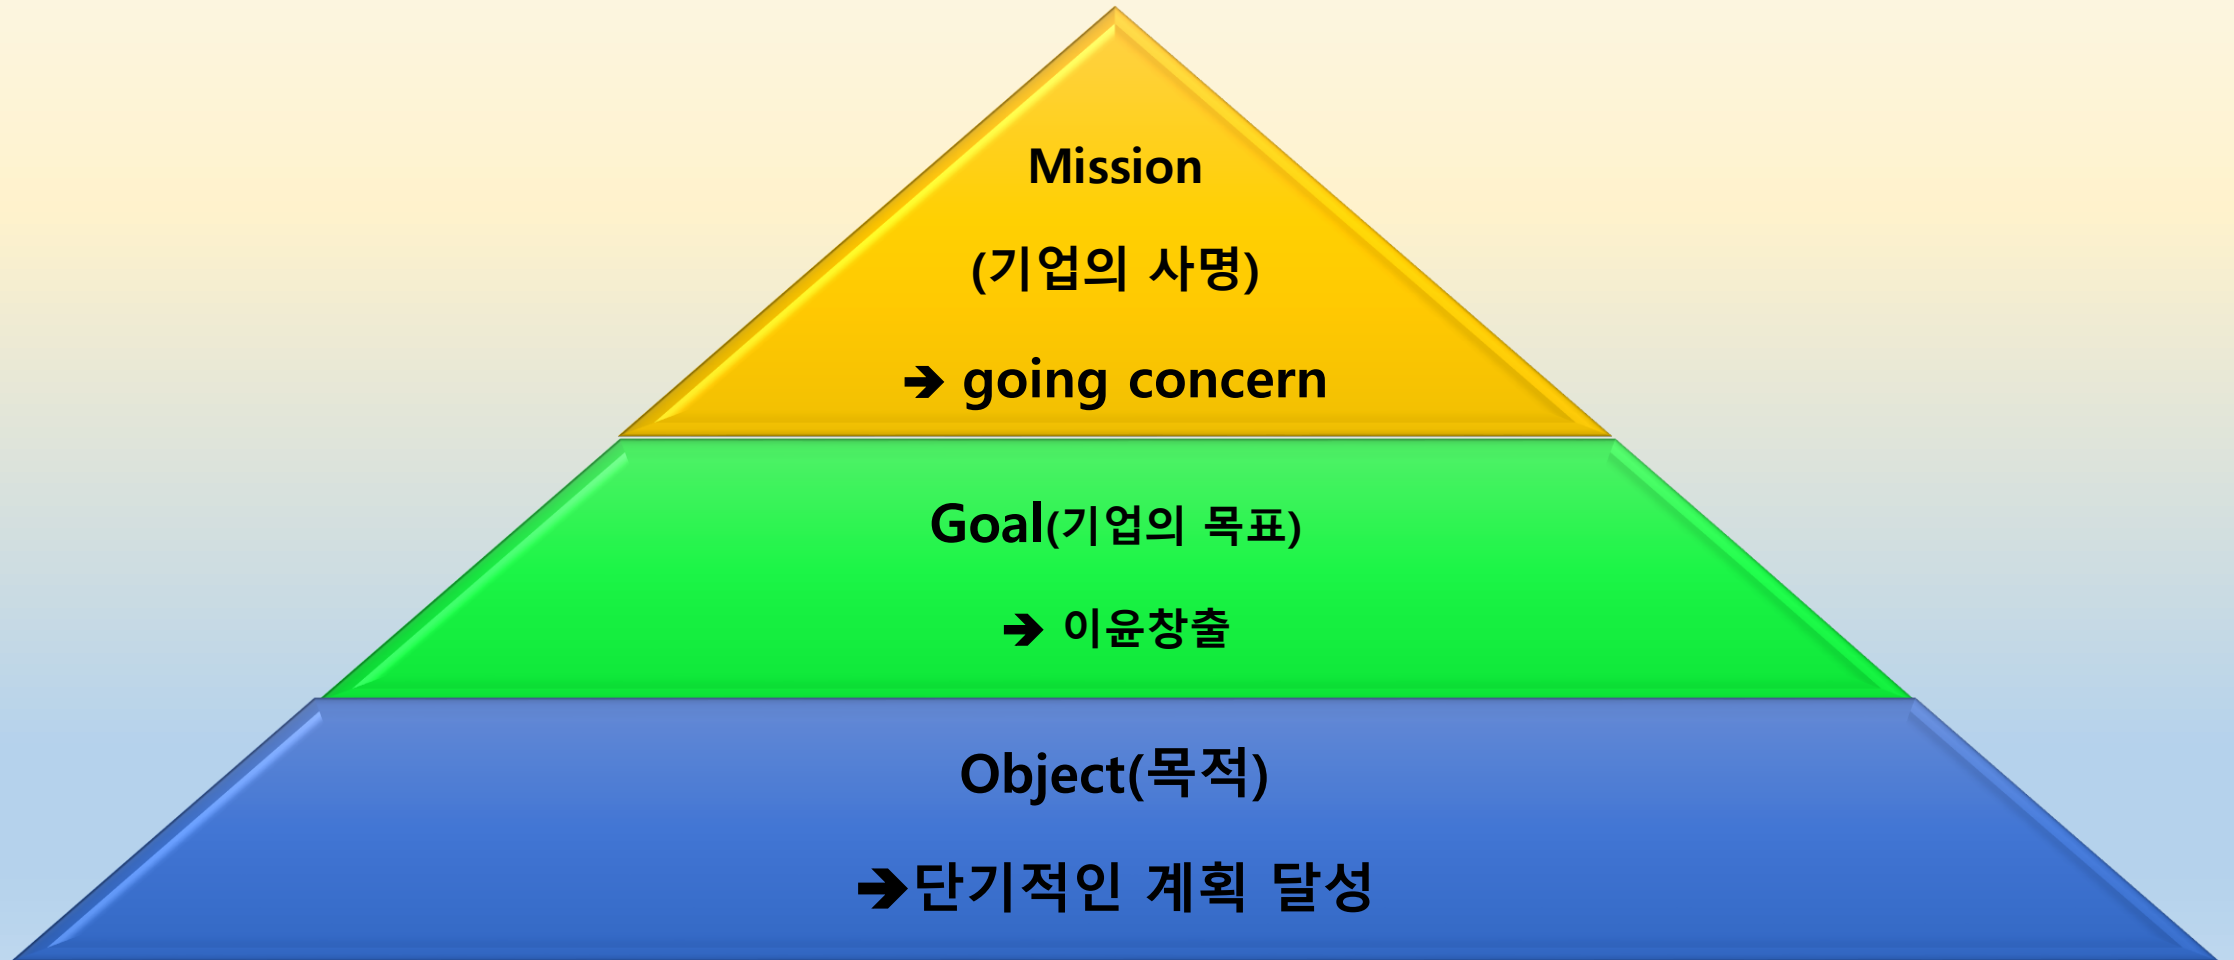 Mission
(기업의 사명)
➔ going concern
Goal(기업의 목표)
➔ 이윤창출
Object(목적)
➔단기적인 계획 달성